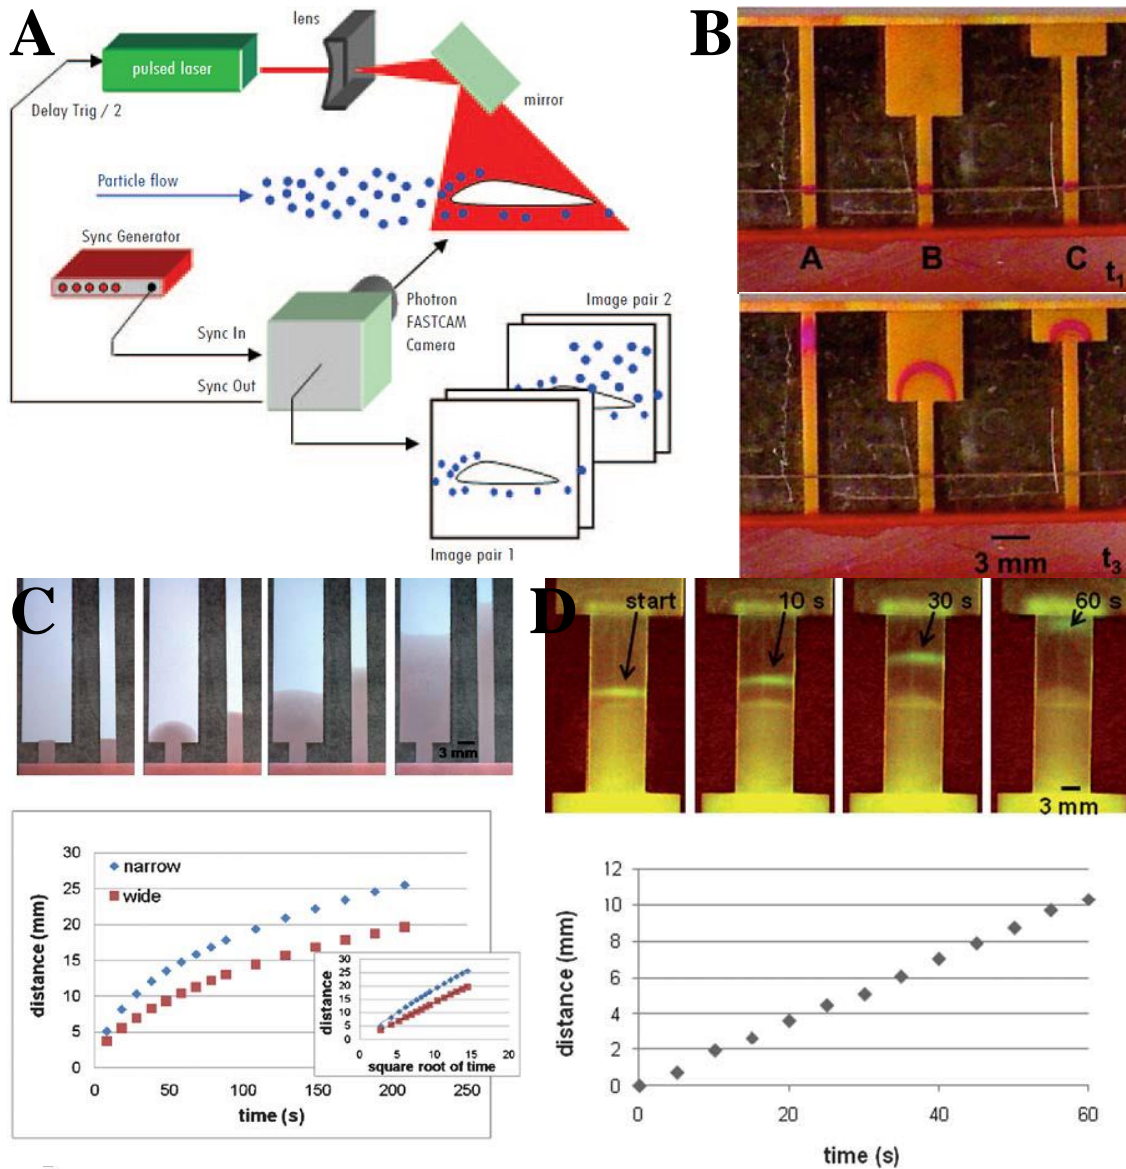 A
lens
pulsed laser
mirror
Delay Trig / 2
Particle flow
Sync Generator
Sync In
Sync Out
Photron
FASTCAM
Camera
Image pair 2
Image pair 1
B
A B C t1
3 mm t3
C
3 mm
30
25
20
15
10
5
0
distance (mm)
narrow
wide
0 50 100 150 200 250
time (s)
30
25
20
15
10
5
0
distance
0 5 10 15 20
square root of time
D
start 10 s 30 s 60 s
3 mm
12
10
8
6
4
2
0
distance (mm)
0 20 40 60
time (s)